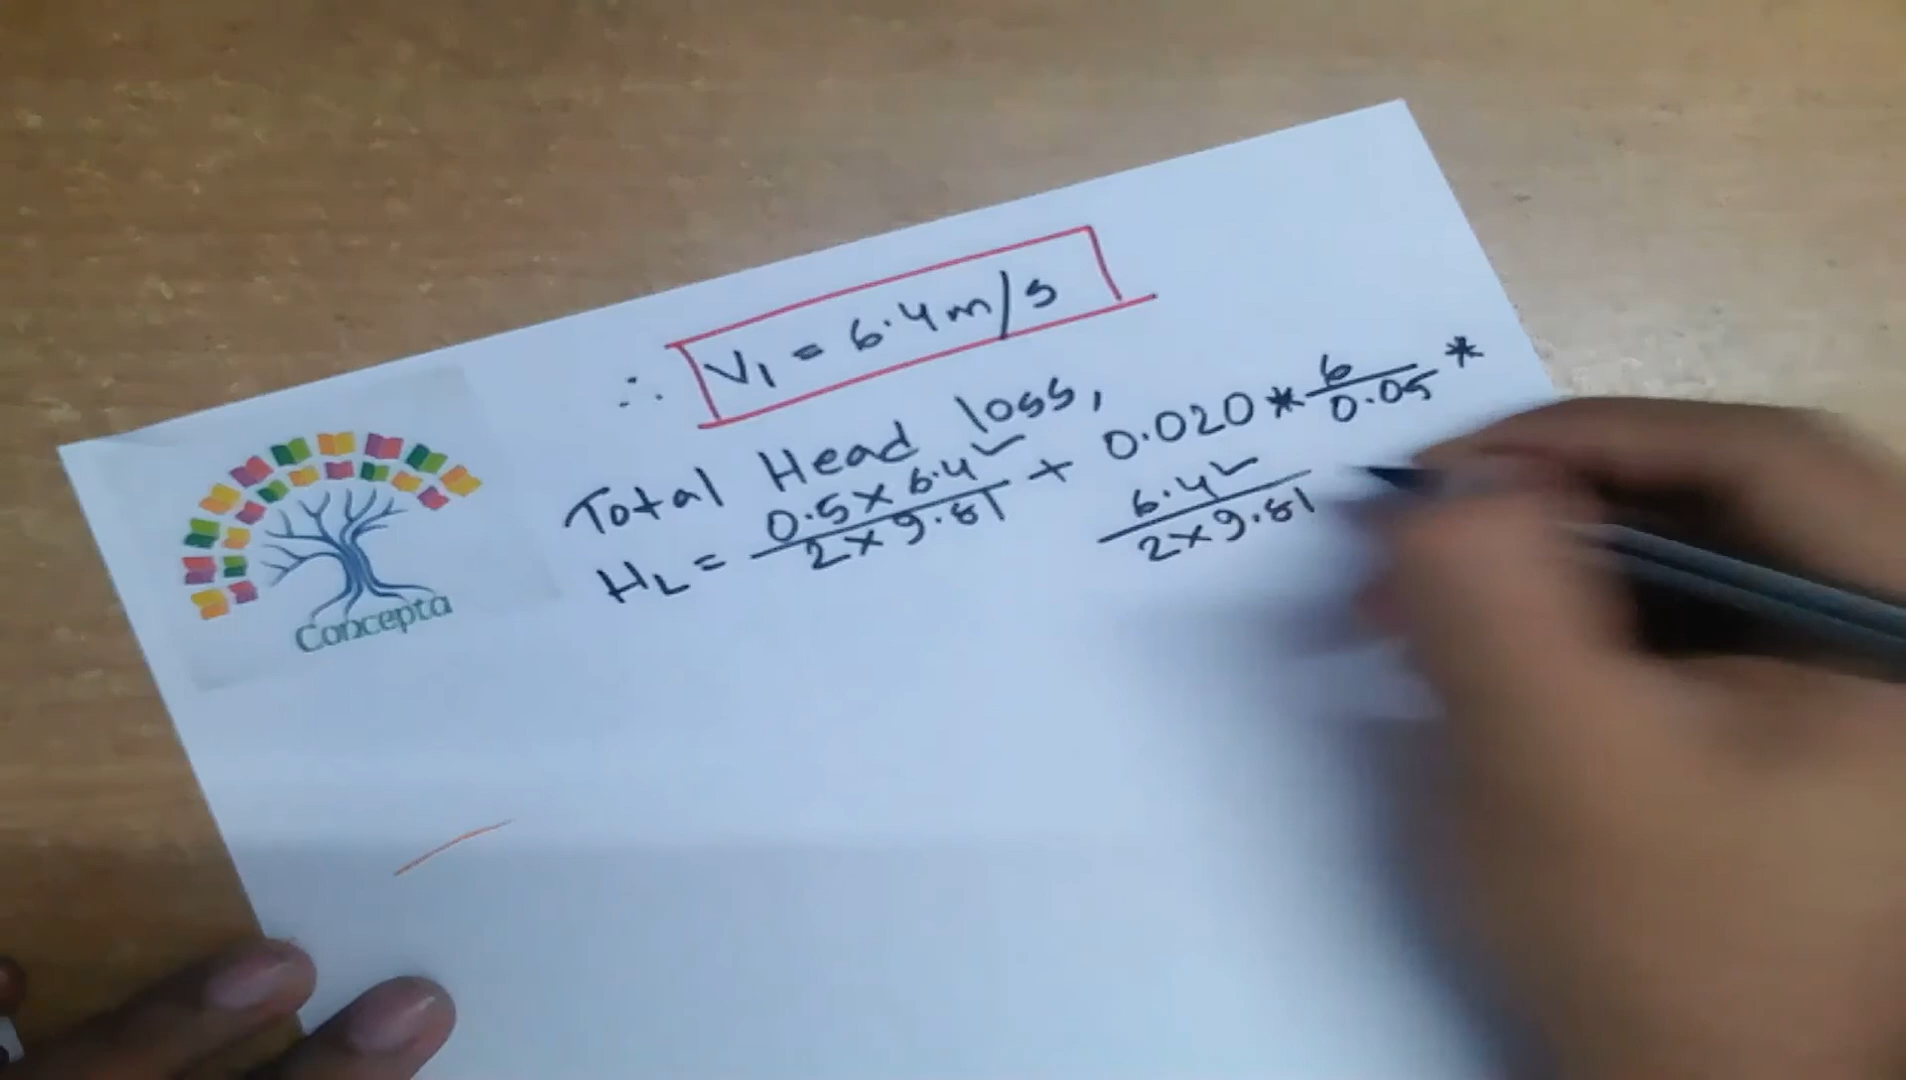 ∴ V₁ = 6.4 m/s
Total Head loss,
H_L = 0.5 × 6.4² / 2 × 9.81 + 0.020 * 6 / 0.05 *
6.4² / 2 × 9.81
Concepta